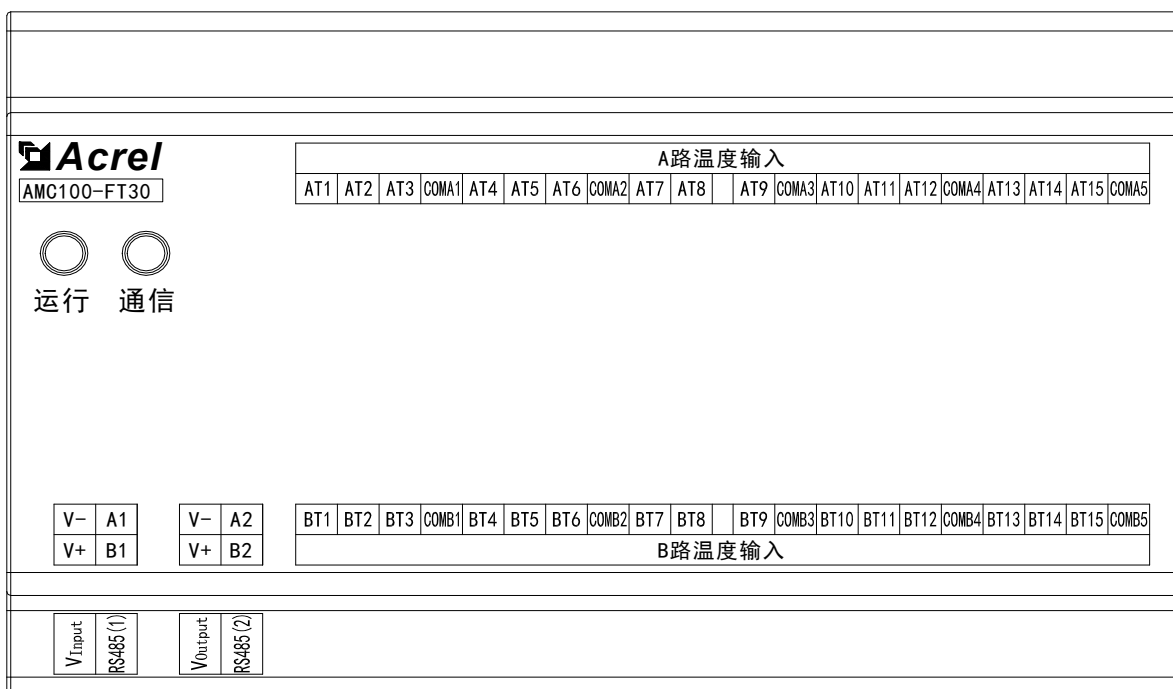 Acrel
AMC100-FT30
运行 通信
A路温度输入
AT1 AT2 AT3 COMA1 AT4 AT5 AT6 COMA2 AT7 AT8 AT9 COMA3 AT10 AT11 AT12 COMA4 AT13 AT14 AT15 COMA5
V- A1 V- A2
V+ B1 V+ B2
BT1 BT2 BT3 COMB1 BT4 BT5 BT6 COMB2 BT7 BT8 BT9 COMB3 BT10 BT11 BT12 COMB4 BT13 BT14 BT15 COMB5
B路温度输入
VInput
RS485(1)
VOutput
RS485(2)